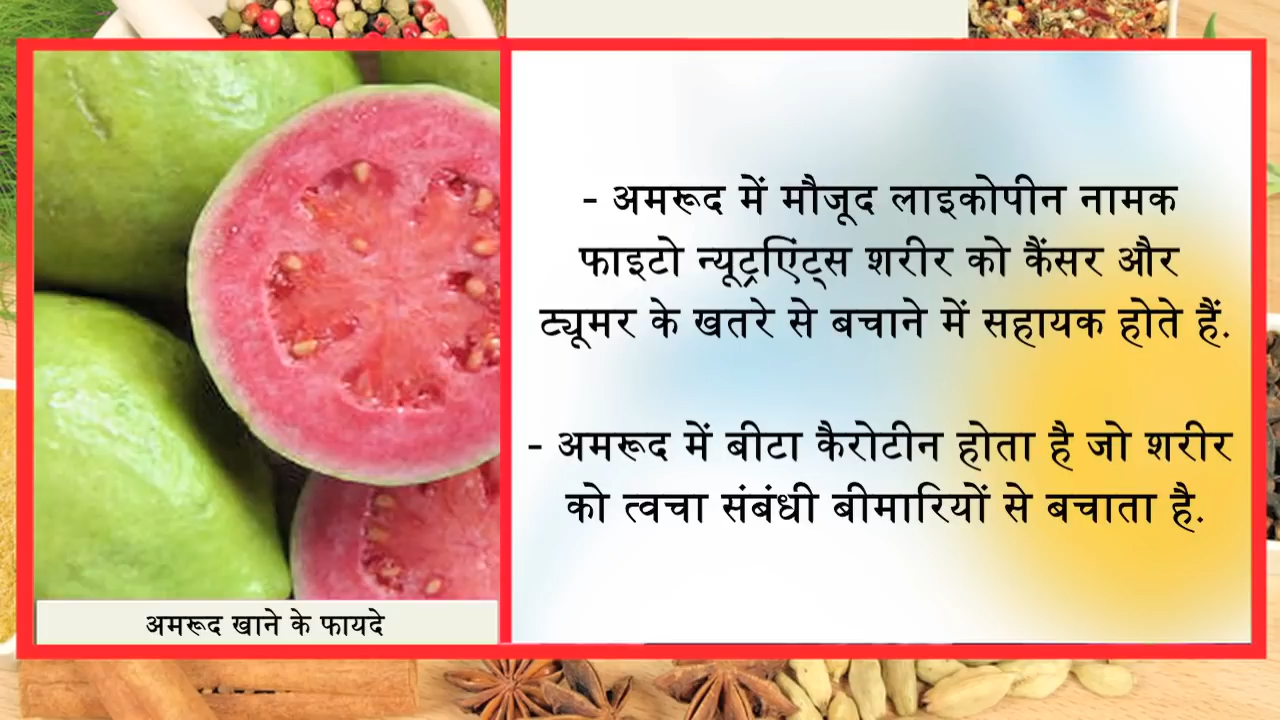 - अमरूद में मौजूद लाइकोपीन नामक
फाइटो न्यूट्रिएंट्स शरीर को कैंसर और
ट्यूमर के खतरे से बचाने में सहायक होते हैं.
- अमरूद में बीटा कैरोटीन होता है जो शरीर
को त्वचा संबंधी बीमारियों से बचाता है.
अमरूद खाने के फायदे